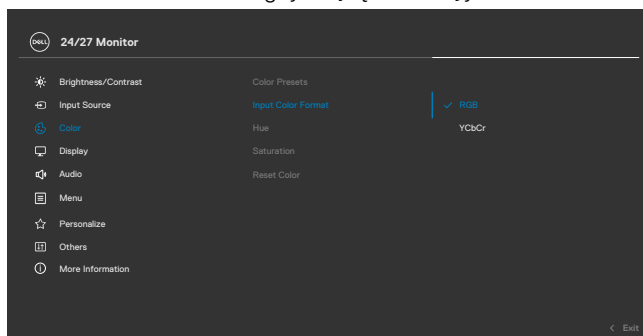 DELL
24/27 Monitor
Brightness/Contrast
Input Source
Color
Display
Audio
Menu
Personalize
Others
More Information
Color Presets
Input Color Format
Hue
Saturation
Reset Color
RGB
YCbCr
Exit